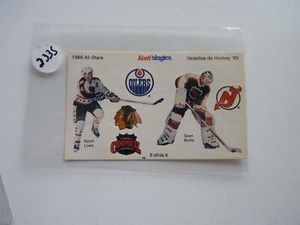 2335
1989 All-Stars
Kraft Singles
Vedettes de Hockey '89
OILERS
CAMPBELL
Kevin
Lowe
Sean
Burke
6 of/de 6